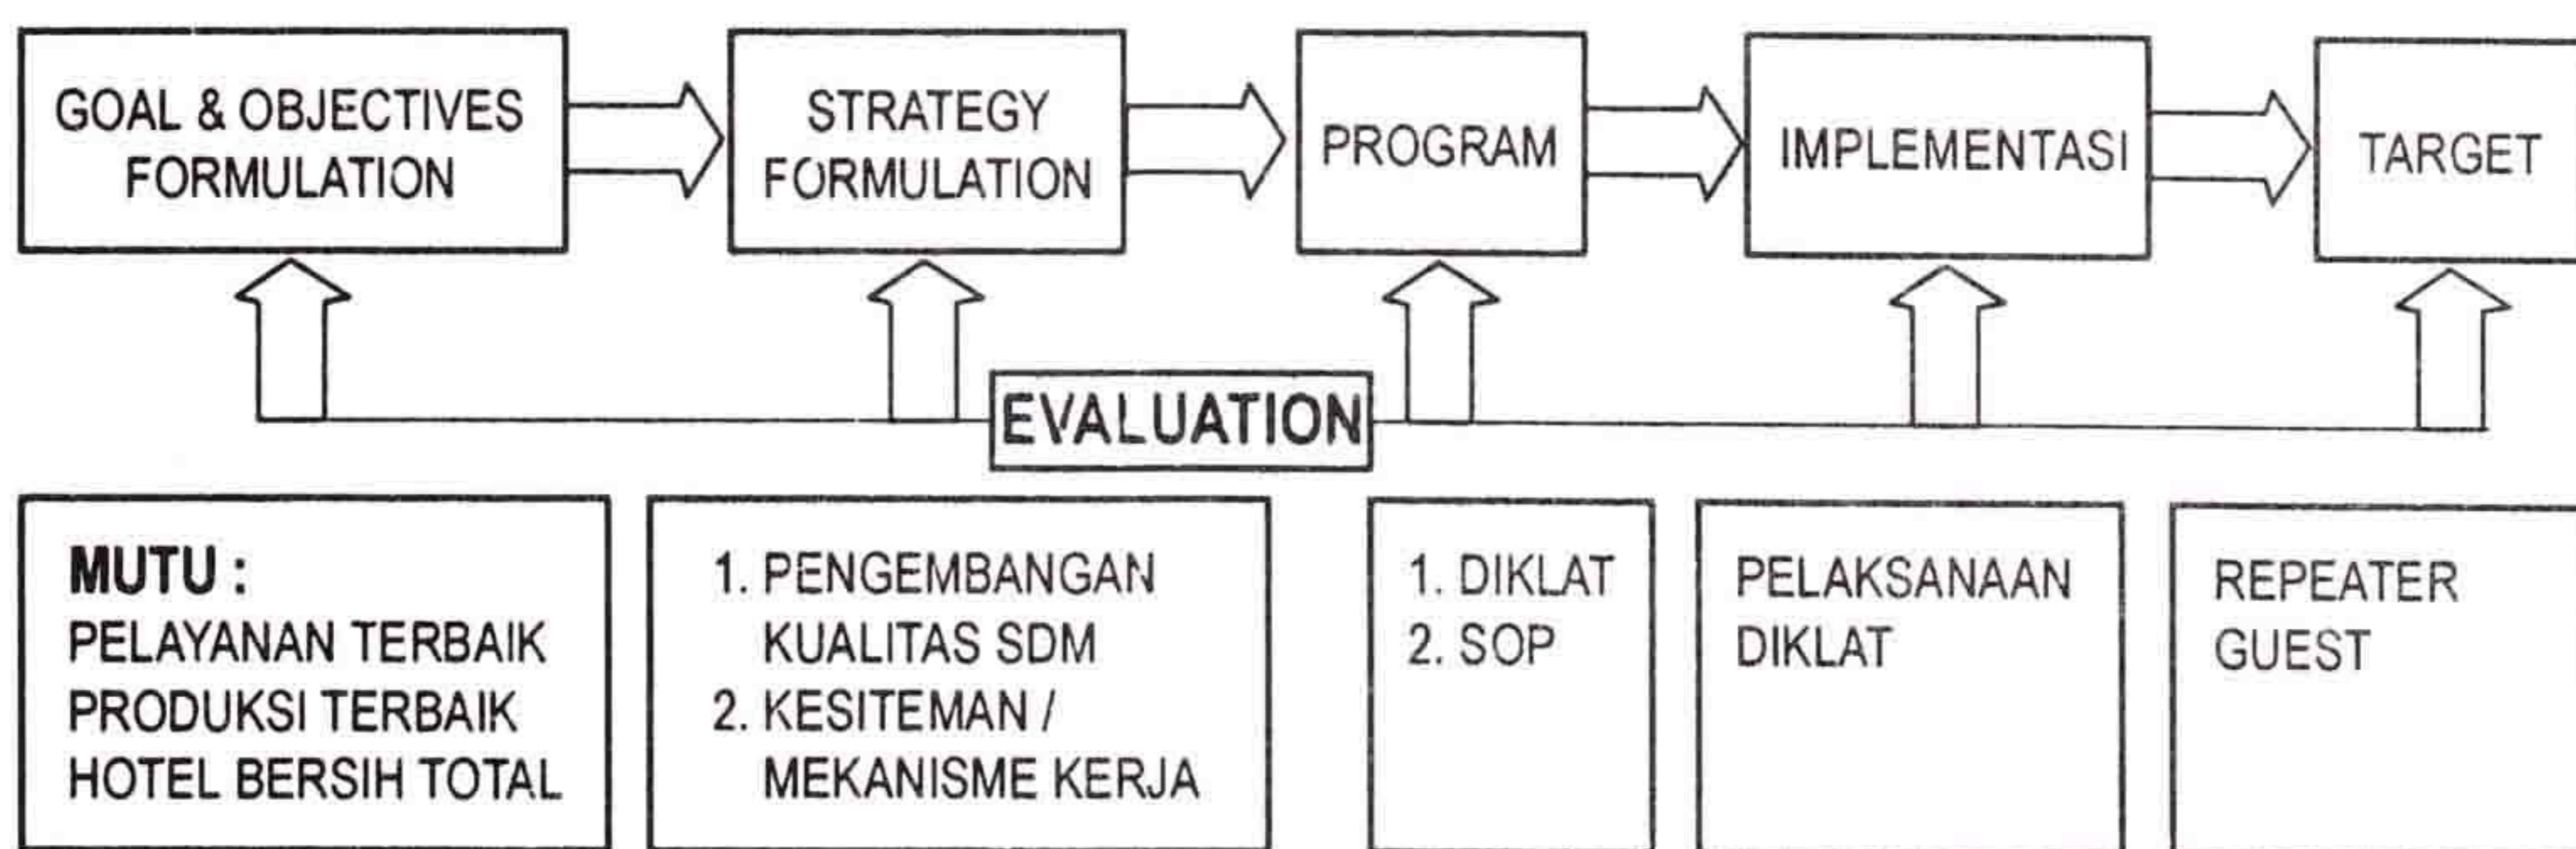 GOAL & OBJECTIVES
FORMULATION
STRATEGY
FORMULATION
PROGRAM
IMPLEMENTASI
TARGET
EVALUATION
MUTU :
PELAYANAN TERBAIK
PRODUKSI TERBAIK
HOTEL BERSIH TOTAL
1. PENGEMBANGAN
KUALITAS SDM
2. KESITEMAN /
MEKANISME KERJA
1. DIKLAT
2. SOP
PELAKSANAAN
DIKLAT
REPEATER
GUEST